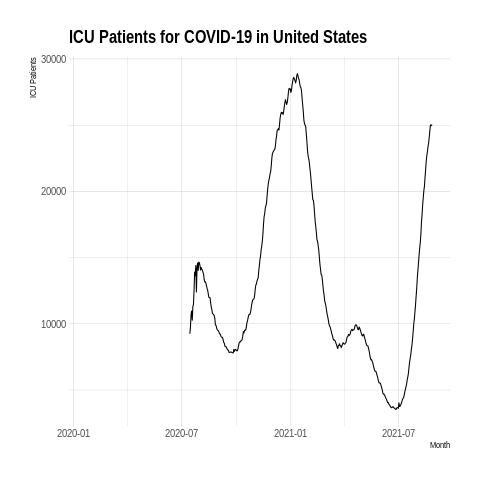 ICU Patients for COVID-19 in United States
ICU Patients
30000
20000
10000
2020-01 2020-07 2021-01 2021-07
Month